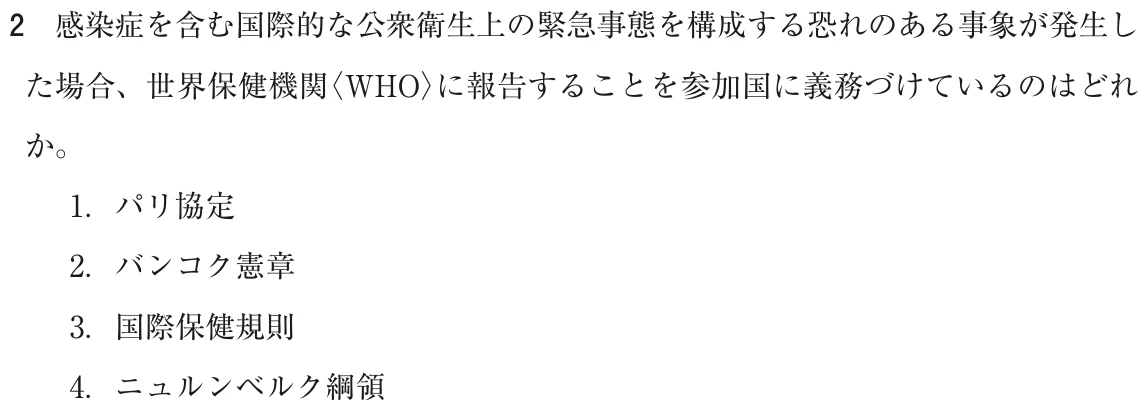 2 感染症を含む国際的な公衆衛生上の緊急事態を構成する恐れのある事象が発生し
た場合、世界保健機関〈WHO〉に報告することを参加国に義務づけているのはどれ
か。
1. パリ協定
2. バンコク憲章
3. 国際保健規則
4. ニュルンベルク綱領